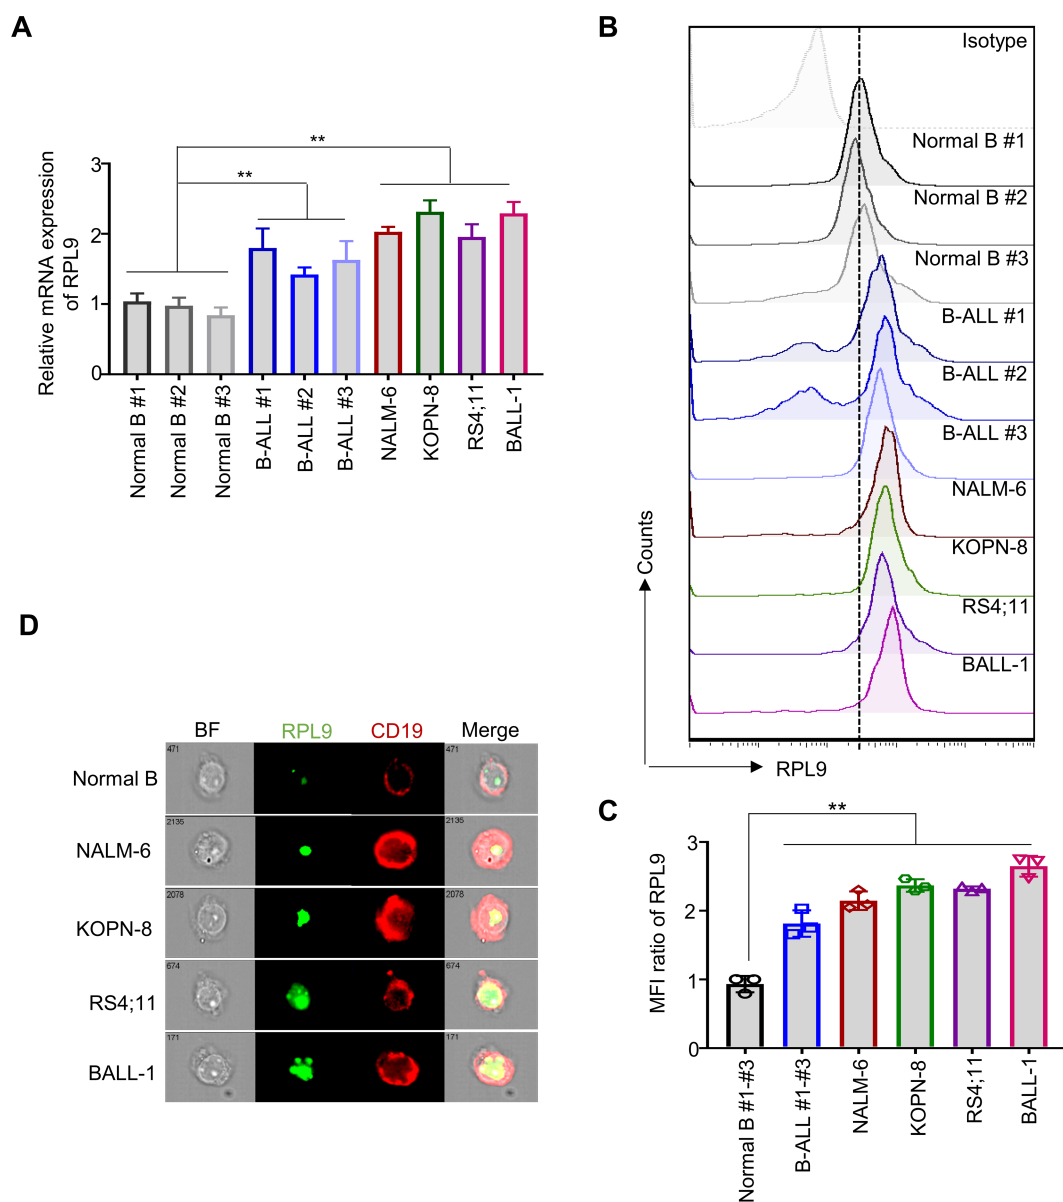 A
**
**
3
2
1
0
Relative mRNA expression
of RPL9
Normal B #1
Normal B #2
Normal B #3
B-ALL #1
B-ALL #2
B-ALL #3
NALM-6
KOPN-8
RS4;11
BALL-1
B
Isotype
Normal B #1
Normal B #2
Normal B #3
B-ALL #1
B-ALL #2
B-ALL #3
NALM-6
KOPN-8
RS4;11
BALL-1
Counts
RPL9
D
BF RPL9 CD19 Merge
Normal B
471
471
NALM-6
2135
2135
KOPN-8
2078
2078
RS4;11
674
674
BALL-1
171
171
C
**
3
2
1
0
MFI ratio of RPL9
Normal B #1-#3
B-ALL #1-#3
NALM-6
KOPN-8
RS4;11
BALL-1